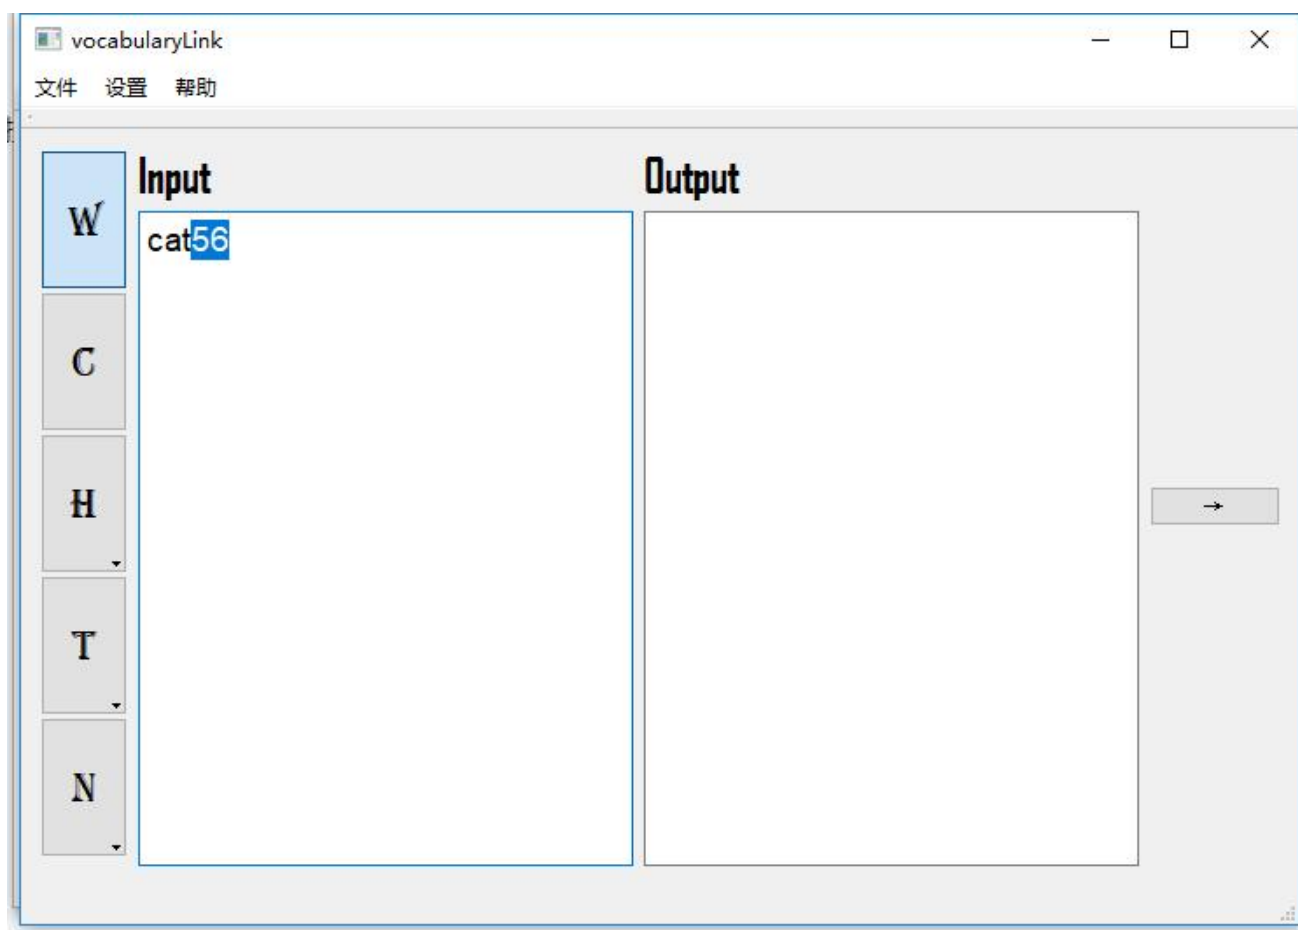 vocabularyLink
文件 设置 帮助
Input
Output
cat56
W
C
H
T
N
→